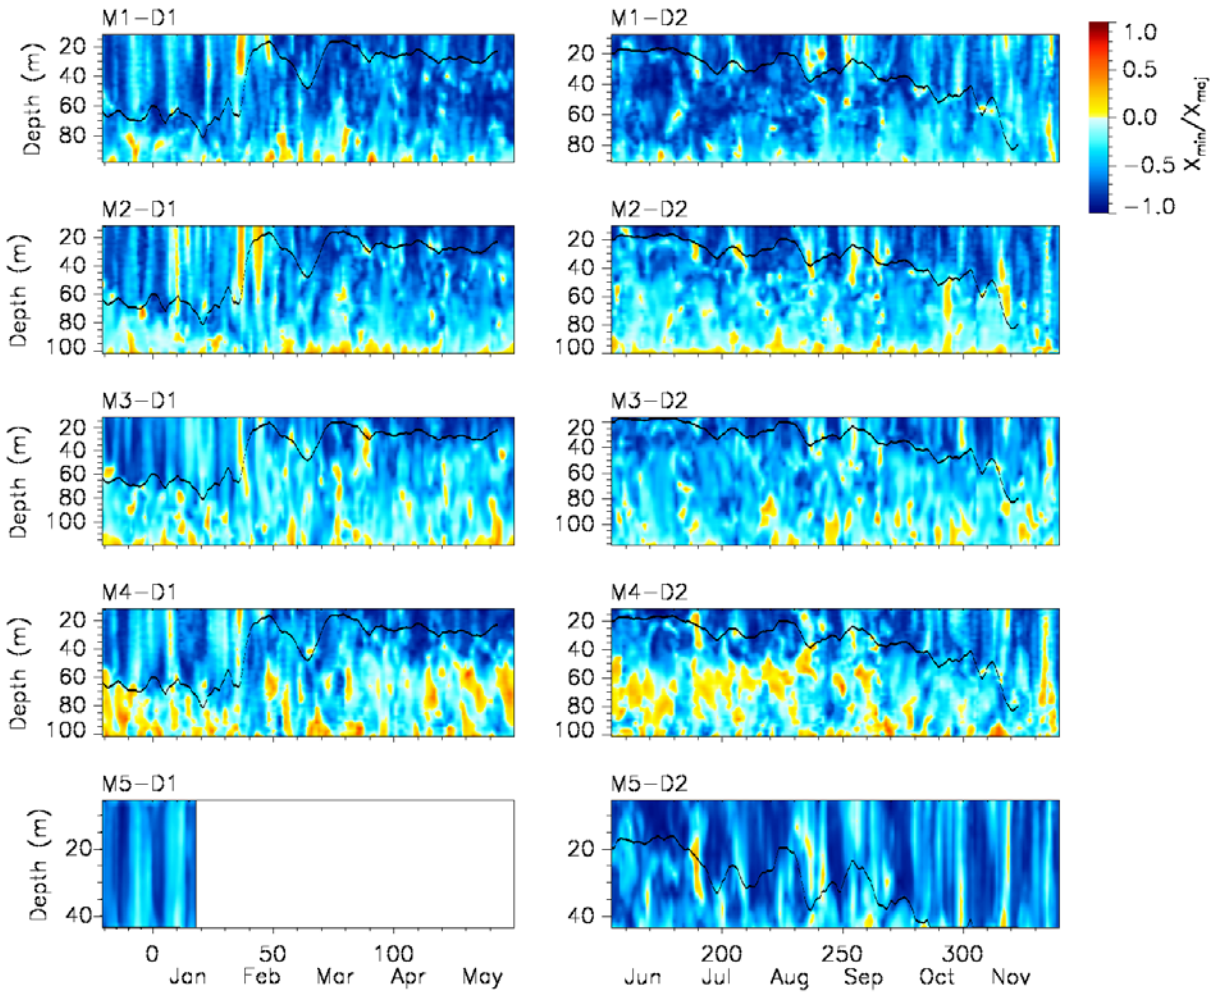 M1-D1
M1-D2
Depth (m)
20
40
60
80
20
40
60
80
1.0
0.5
0.0
-0.5
-1.0
Xmin/Xmaj
M2-D1
M2-D2
Depth (m)
20
40
60
80
100
20
40
60
80
100
M3-D1
M3-D2
Depth (m)
20
40
60
80
100
20
40
60
80
100
M4-D1
M4-D2
Depth (m)
20
40
60
80
100
20
40
60
80
100
M5-D1
M5-D2
Depth (m)
20
40
20
40
0 50 100
200 250 300
Jan Feb Mar Apr May
Jun Jul Aug Sep Oct Nov